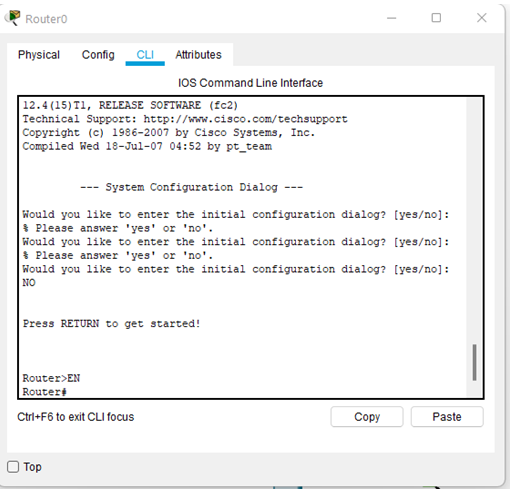 Router0
Physical Config CLI Attributes
IOS Command Line Interface
12.4(15)T1, RELEASE SOFTWARE (fc2)
Technical Support: http://www.cisco.com/techsupport
Copyright (c) 1986-2007 by Cisco Systems, Inc.
Compiled Wed 18-Jul-07 04:52 by pt_team
--- System Configuration Dialog ---
Would you like to enter the initial configuration dialog? [yes/no]:
% Please answer 'yes' or 'no'.
Would you like to enter the initial configuration dialog? [yes/no]:
% Please answer 'yes' or 'no'.
Would you like to enter the initial configuration dialog? [yes/no]:
NO
Press RETURN to get started!
Router>EN
Router#
Ctrl+F6 to exit CLI focus
Copy Paste
Top